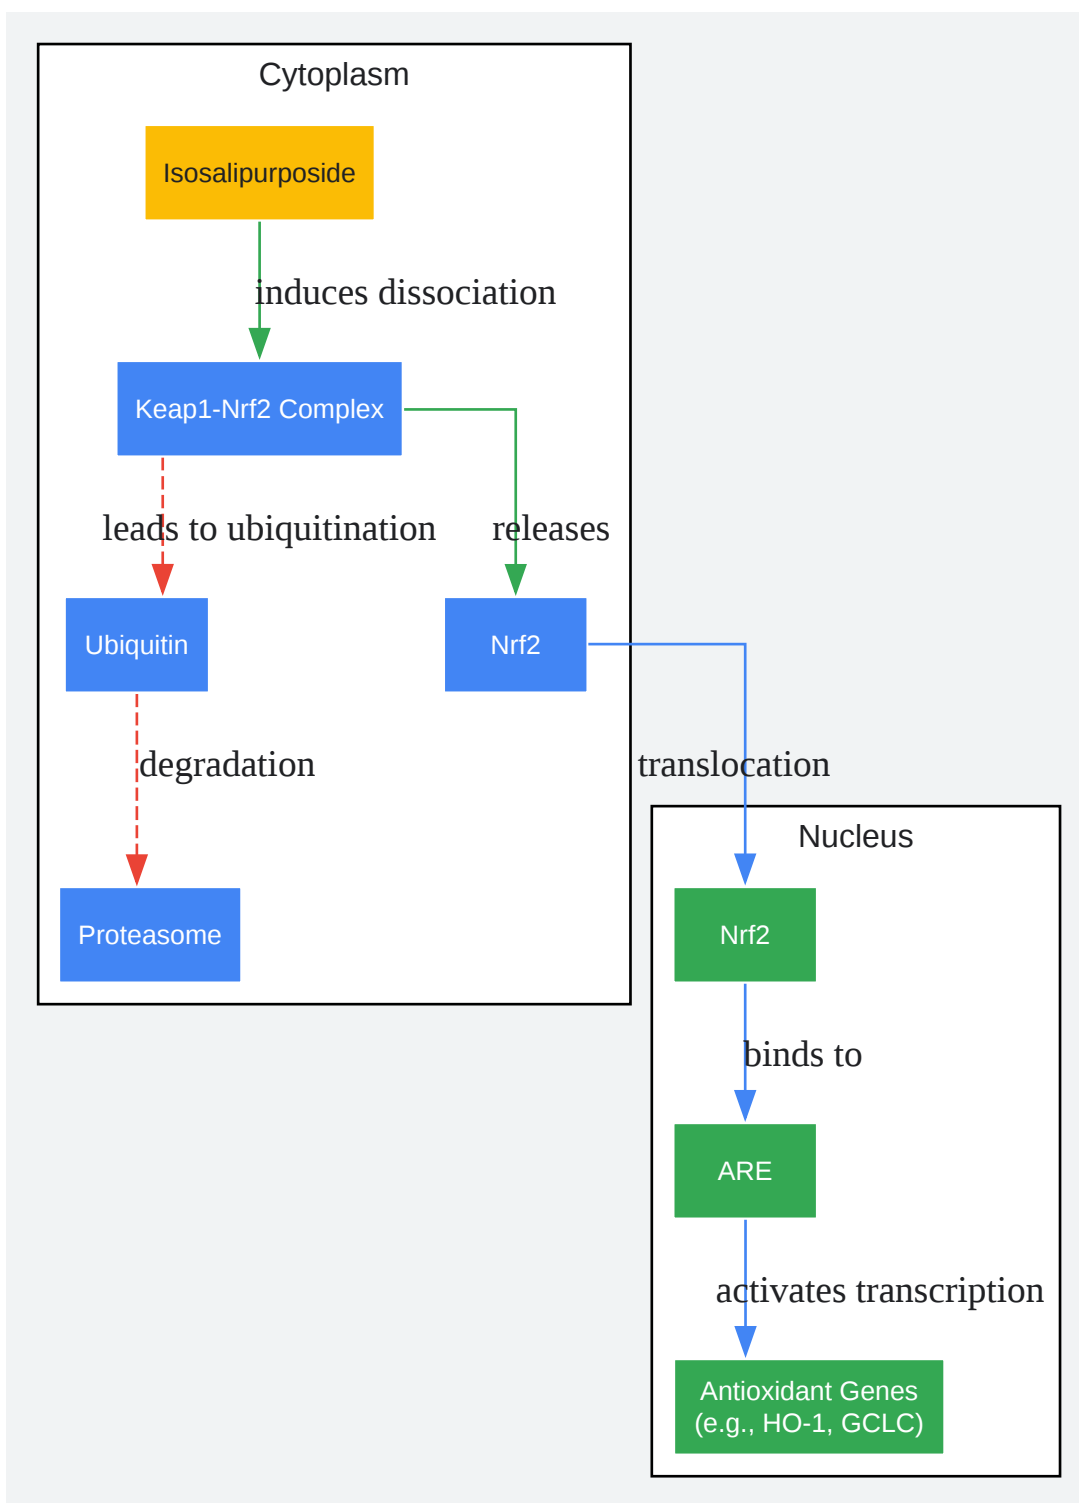 Cytoplasm
Isosalipurposide
induces dissociation
Keap1-Nrf2 Complex
leads to ubiquitination
releases
Ubiquitin
Nrf2
degradation
translocation
Proteasome
Nucleus
Nrf2
binds to
ARE
activates transcription
Antioxidant Genes
(e.g., HO-1, GCLC)